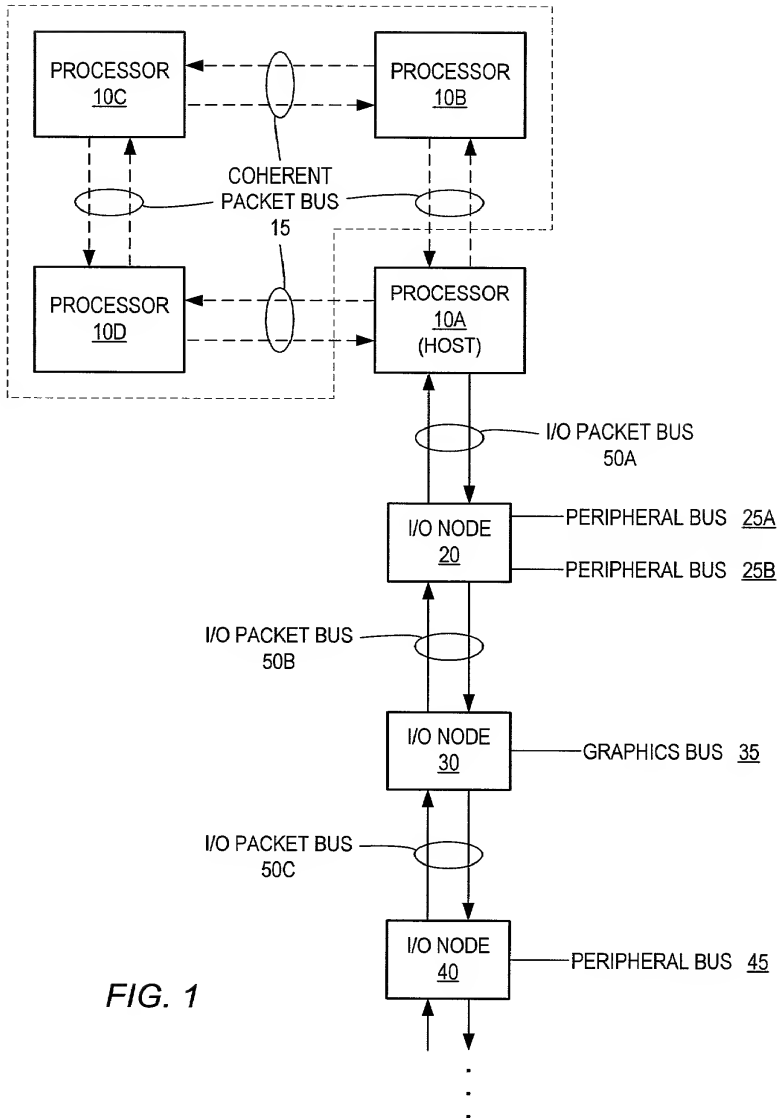 PROCESSOR
10C
PROCESSOR
10B
COHERENT
PACKET BUS
15
PROCESSOR
10D
PROCESSOR
10A
(HOST)
I/O PACKET BUS
50A
I/O NODE
20
PERIPHERAL BUS 25A
PERIPHERAL BUS 25B
I/O PACKET BUS
50B
I/O NODE
30
GRAPHICS BUS 35
I/O PACKET BUS
50C
I/O NODE
40
PERIPHERAL BUS 45
FIG. 1